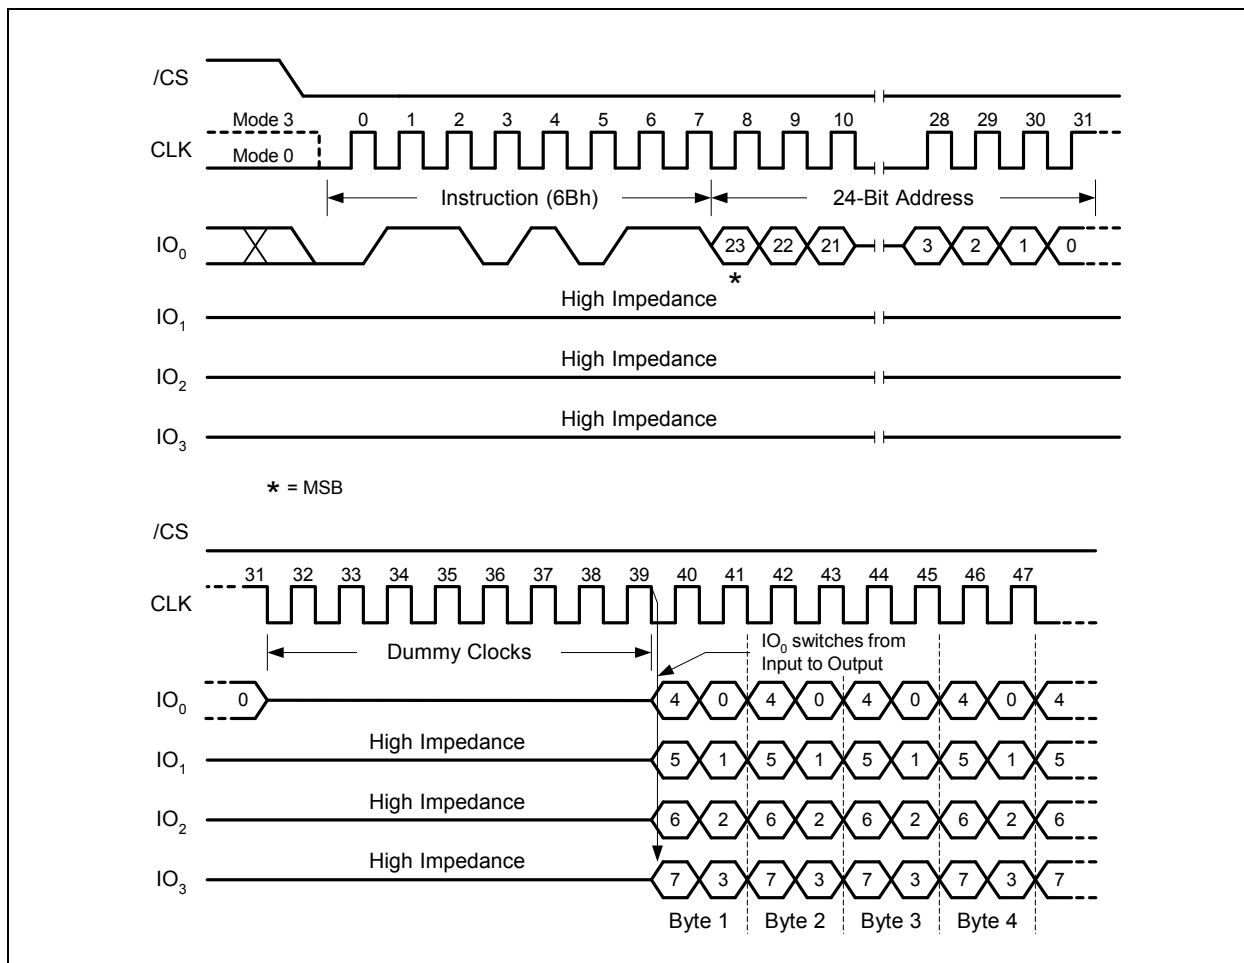 /CS
Mode 3 0 1 2 3 4 5 6 7 8 9 10 28 29 30 31
CLK
Mode 0
Instruction (6Bh) 24-Bit Address
IO0 23 22 21 3 2 1 0
*
High Impedance
IO1
High Impedance
IO2
High Impedance
IO3
* = MSB
/CS
31 32 33 34 35 36 37 38 39 40 41 42 43 44 45 46 47
CLK
Dummy Clocks
IO0 switches from
Input to Output
IO0 0 4 0 4 0 4 0 4 0 4
High Impedance
IO1 5 1 5 1 5 1 5 1 5
High Impedance
IO2 6 2 6 2 6 2 6 2 6
High Impedance
IO3 7 3 7 3 7 3 7 3 7
Byte 1 Byte 2 Byte 3 Byte 4